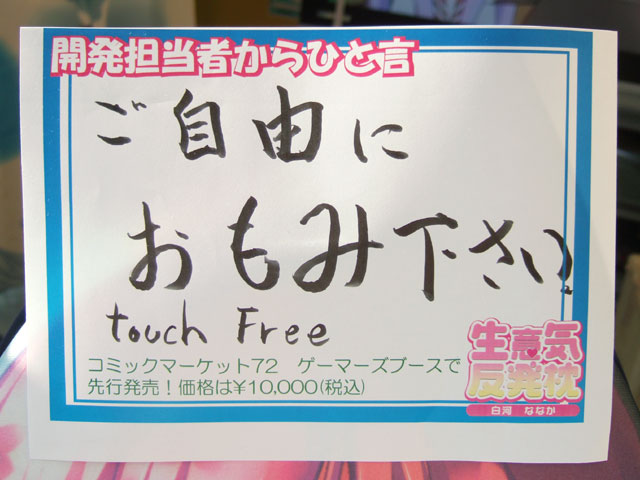 開発担当者からひと言
ご自由に
おもみ下さい
touch Free
コミックマーケット72 ゲーマーズブースで
先行発売！価格は¥10,000(税込)
生意気
反発枕
白河 ななか